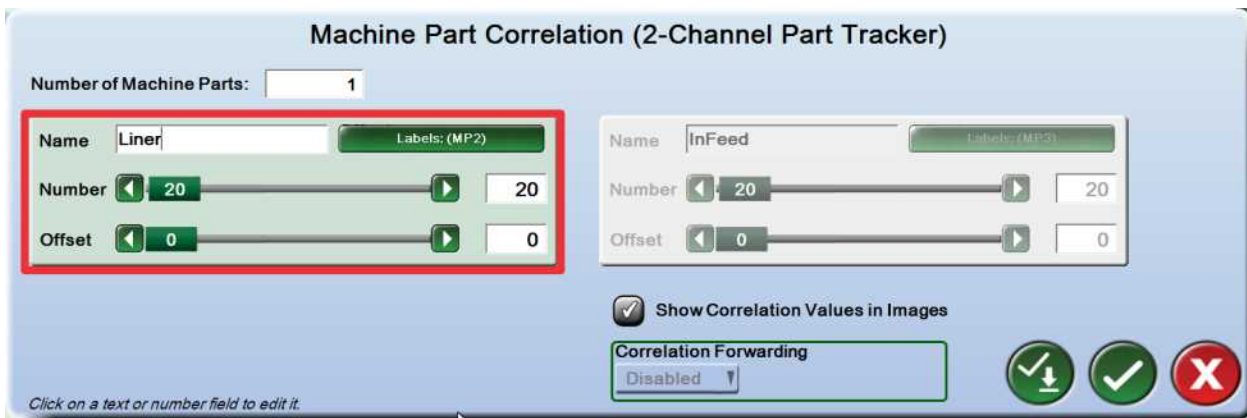 Machine Part Correlation (2-Channel Part Tracker)
Number of Machine Parts: 1
Name Liner Labels: (MP2)
Number 20 20
Offset 0 0
Name InFeed Labels: (MP3)
Number 20 20
Offset 0 0
Show Correlation Values in Images
Correlation Forwarding
Disabled
Click on a text or number field to edit it.